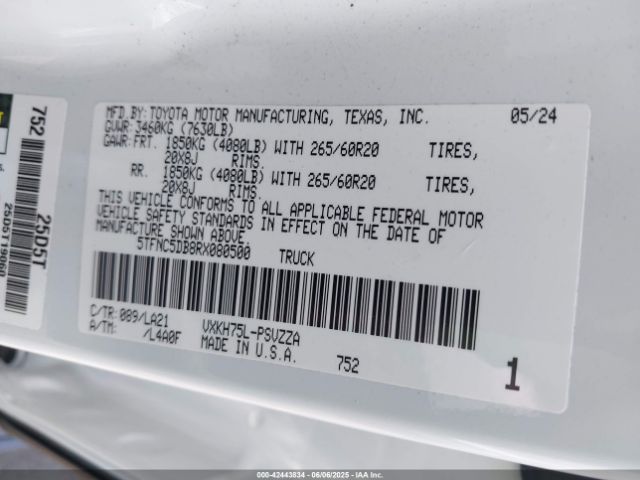 MFD.BY:TOYOTA MOTOR MANUFACTURING, TEXAS, INC. 05/24
GVWR:3460KG (7630LB)
GAWR:FRT. 1850KG (4080LB) WITH 265/60R20 TIRES,
20X8J RIMS.
RR. 1850KG (4080LB) WITH 265/60R20 TIRES,
20X8J RIMS.
THIS VEHICLE CONFORMS TO ALL APPLICABLE FEDERAL MOTOR
VEHICLE SAFETY STANDARDS IN EFFECT ON THE DATE OF
MANUFACTURE SHOWN ABOVE.
5TFNC5DB8RX080500 TRUCK
C/TR:089/LA21 VXKH75L-PSVZZA
A/TM: /L4A0F MADE IN U.S.A. 752
1
752
25D5T
25D5T19060
000-42443834 | 06/06/2025 - IAA, Inc.